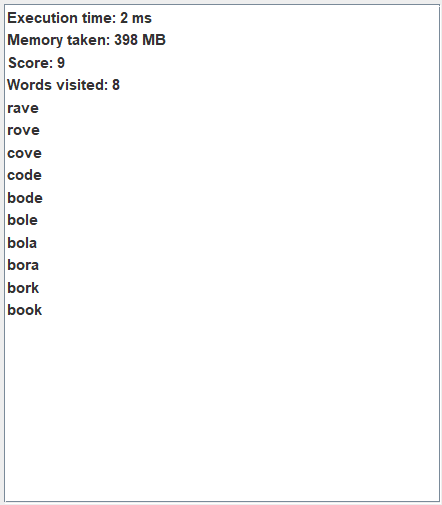 Execution time: 2 ms
Memory taken: 398 MB
Score: 9
Words visited: 8
rave
rove
cove
code
bode
bole
bola
bora
bork
book